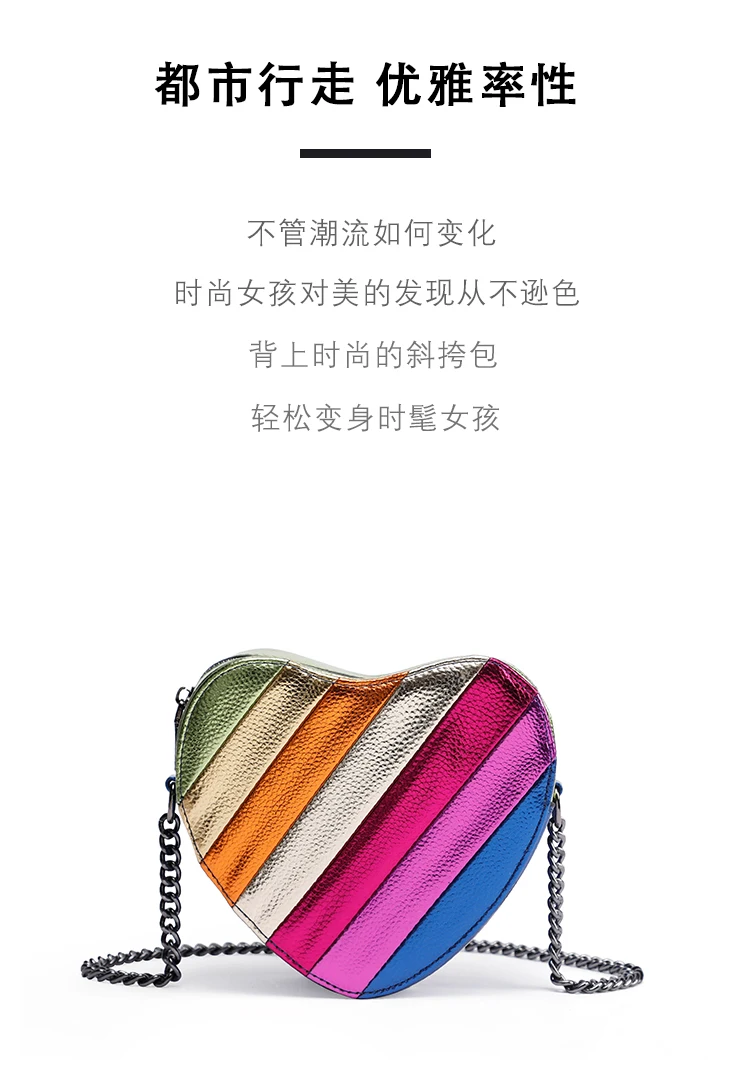 都市行走 优雅率性
不管潮流如何变化
时尚女孩对美的发现从不逊色
背上时尚的斜挎包
轻松变身时髦女孩